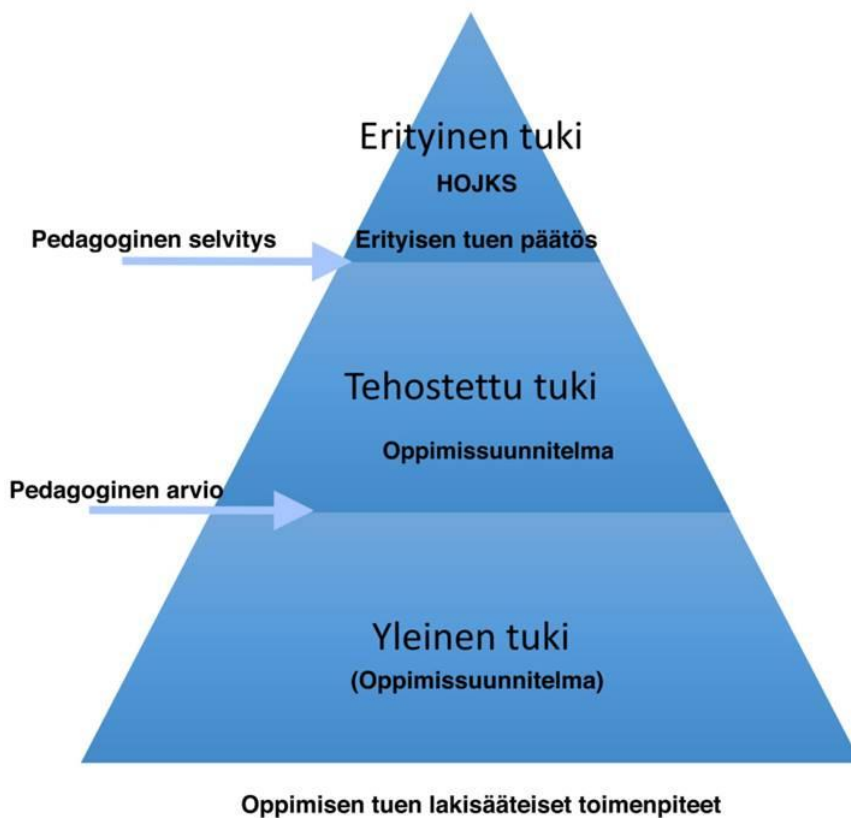 Erityinen tuki
HOJKS
Pedagoginen selvitys
Erityisen tuen päätös
Tehostettu tuki
Oppimissuunnitelma
Pedagoginen arvio
Yleinen tuki
(Oppimissuunnitelma)
Oppimisen tuen lakisääteiset toimenpiteet